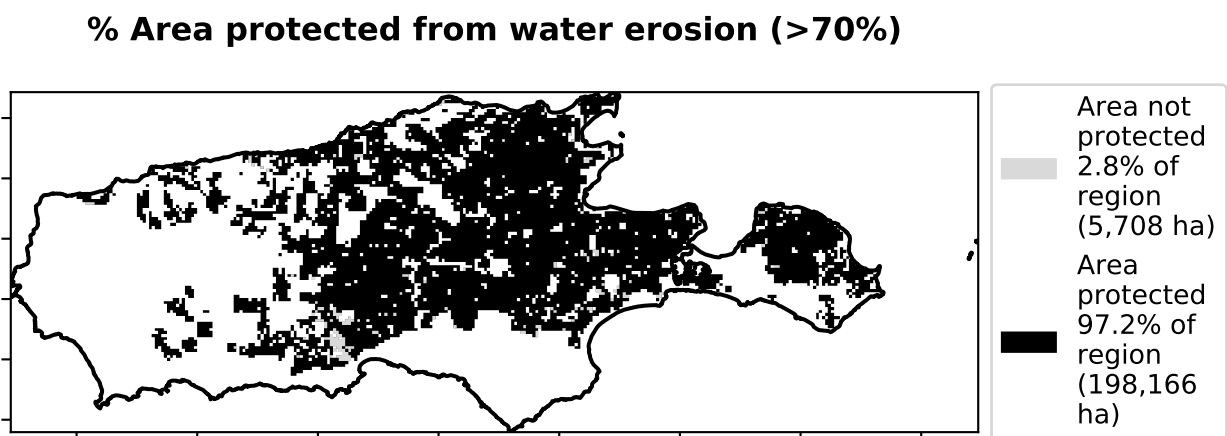 % Area protected from water erosion (>70%)
Area not
protected
2.8% of
region
(5,708 ha)
Area
protected
97.2% of
region
(198,166
ha)